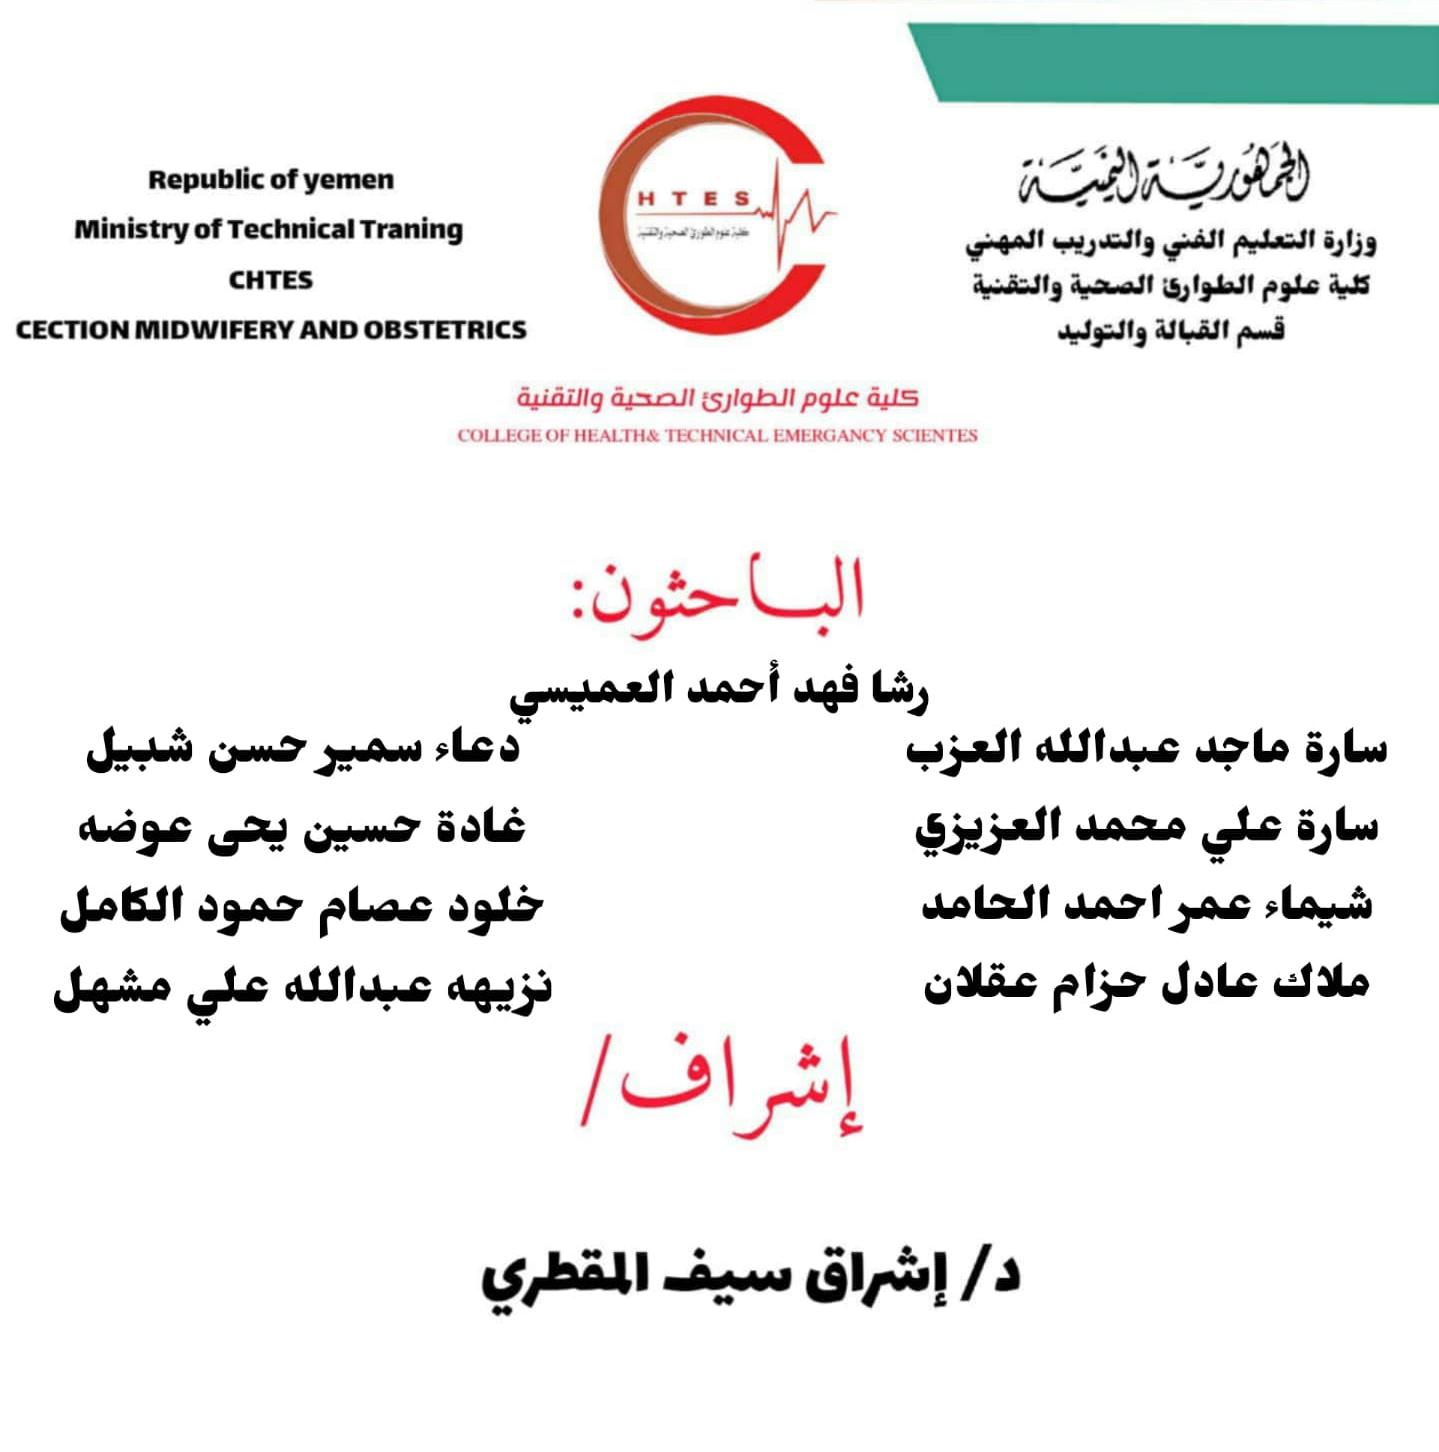 الجمهورية اليمنية
وزارة التعليم الفني والتدريب المهني
كلية علوم الطوارئ الصحية والتقنية
قسم القبالة والتوليد
HTES
كلية علوم الطوارئ الصحية والتقنية
Republic of yemen
Ministry of Technical Traning
CHTES
CECTION MIDWIFERY AND OBSTETRICS
كلية علوم الطوارئ الصحية والتقنية
COLLEGE OF HEALTH& TECHNICAL EMERGANCY SCIENTES
الباحثون:
رشا فهد أحمد العميسي
سارة ماجد عبدالله العزب
دعاء سمير حسن شبيل
سارة علي محمد العزيزي
غادة حسين يحى عوضه
شيماء عمر احمد الحامد
خلود عصام حمود الكامل
ملاك عادل حزام عقلان
نزيهه عبدالله علي مشهل
إشراف/
د/ إشراق سيف المقطري